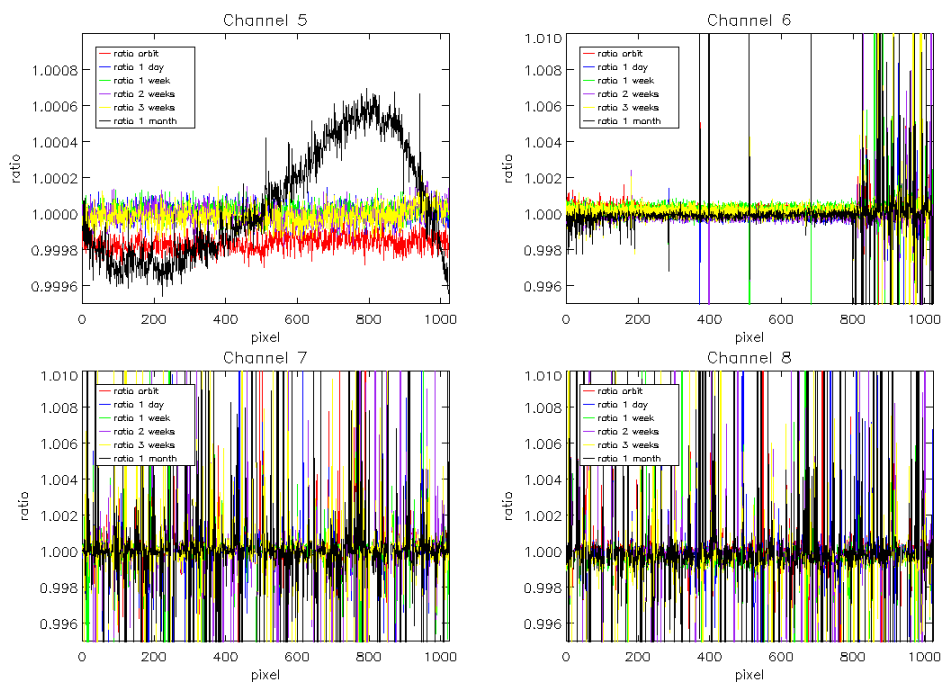 Channel 5
ratio
1.0008
1.0006
1.0004
1.0002
1.0000
0.9998
0.9996
ratio orbit
ratio 1 day
ratio 1 week
ratio 2 weeks
ratio 3 weeks
ratio 1 month
0 200 400 600 800 1000
pixel
Channel 6
ratio
1.010
1.008
1.006
1.004
1.002
1.000
0.998
0.996
ratio orbit
ratio 1 day
ratio 1 week
ratio 2 weeks
ratio 3 weeks
ratio 1 month
0 200 400 600 800 1000
pixel
Channel 7
ratio
1.010
1.008
1.006
1.004
1.002
1.000
0.998
0.996
ratio orbit
ratio 1 day
ratio 1 week
ratio 2 weeks
ratio 3 weeks
ratio 1 month
0 200 400 600 800 1000
pixel
Channel 8
ratio
1.010
1.008
1.006
1.004
1.002
1.000
0.998
0.996
ratio orbit
ratio 1 day
ratio 1 week
ratio 2 weeks
ratio 3 weeks
ratio 1 month
0 200 400 600 800 1000
pixel